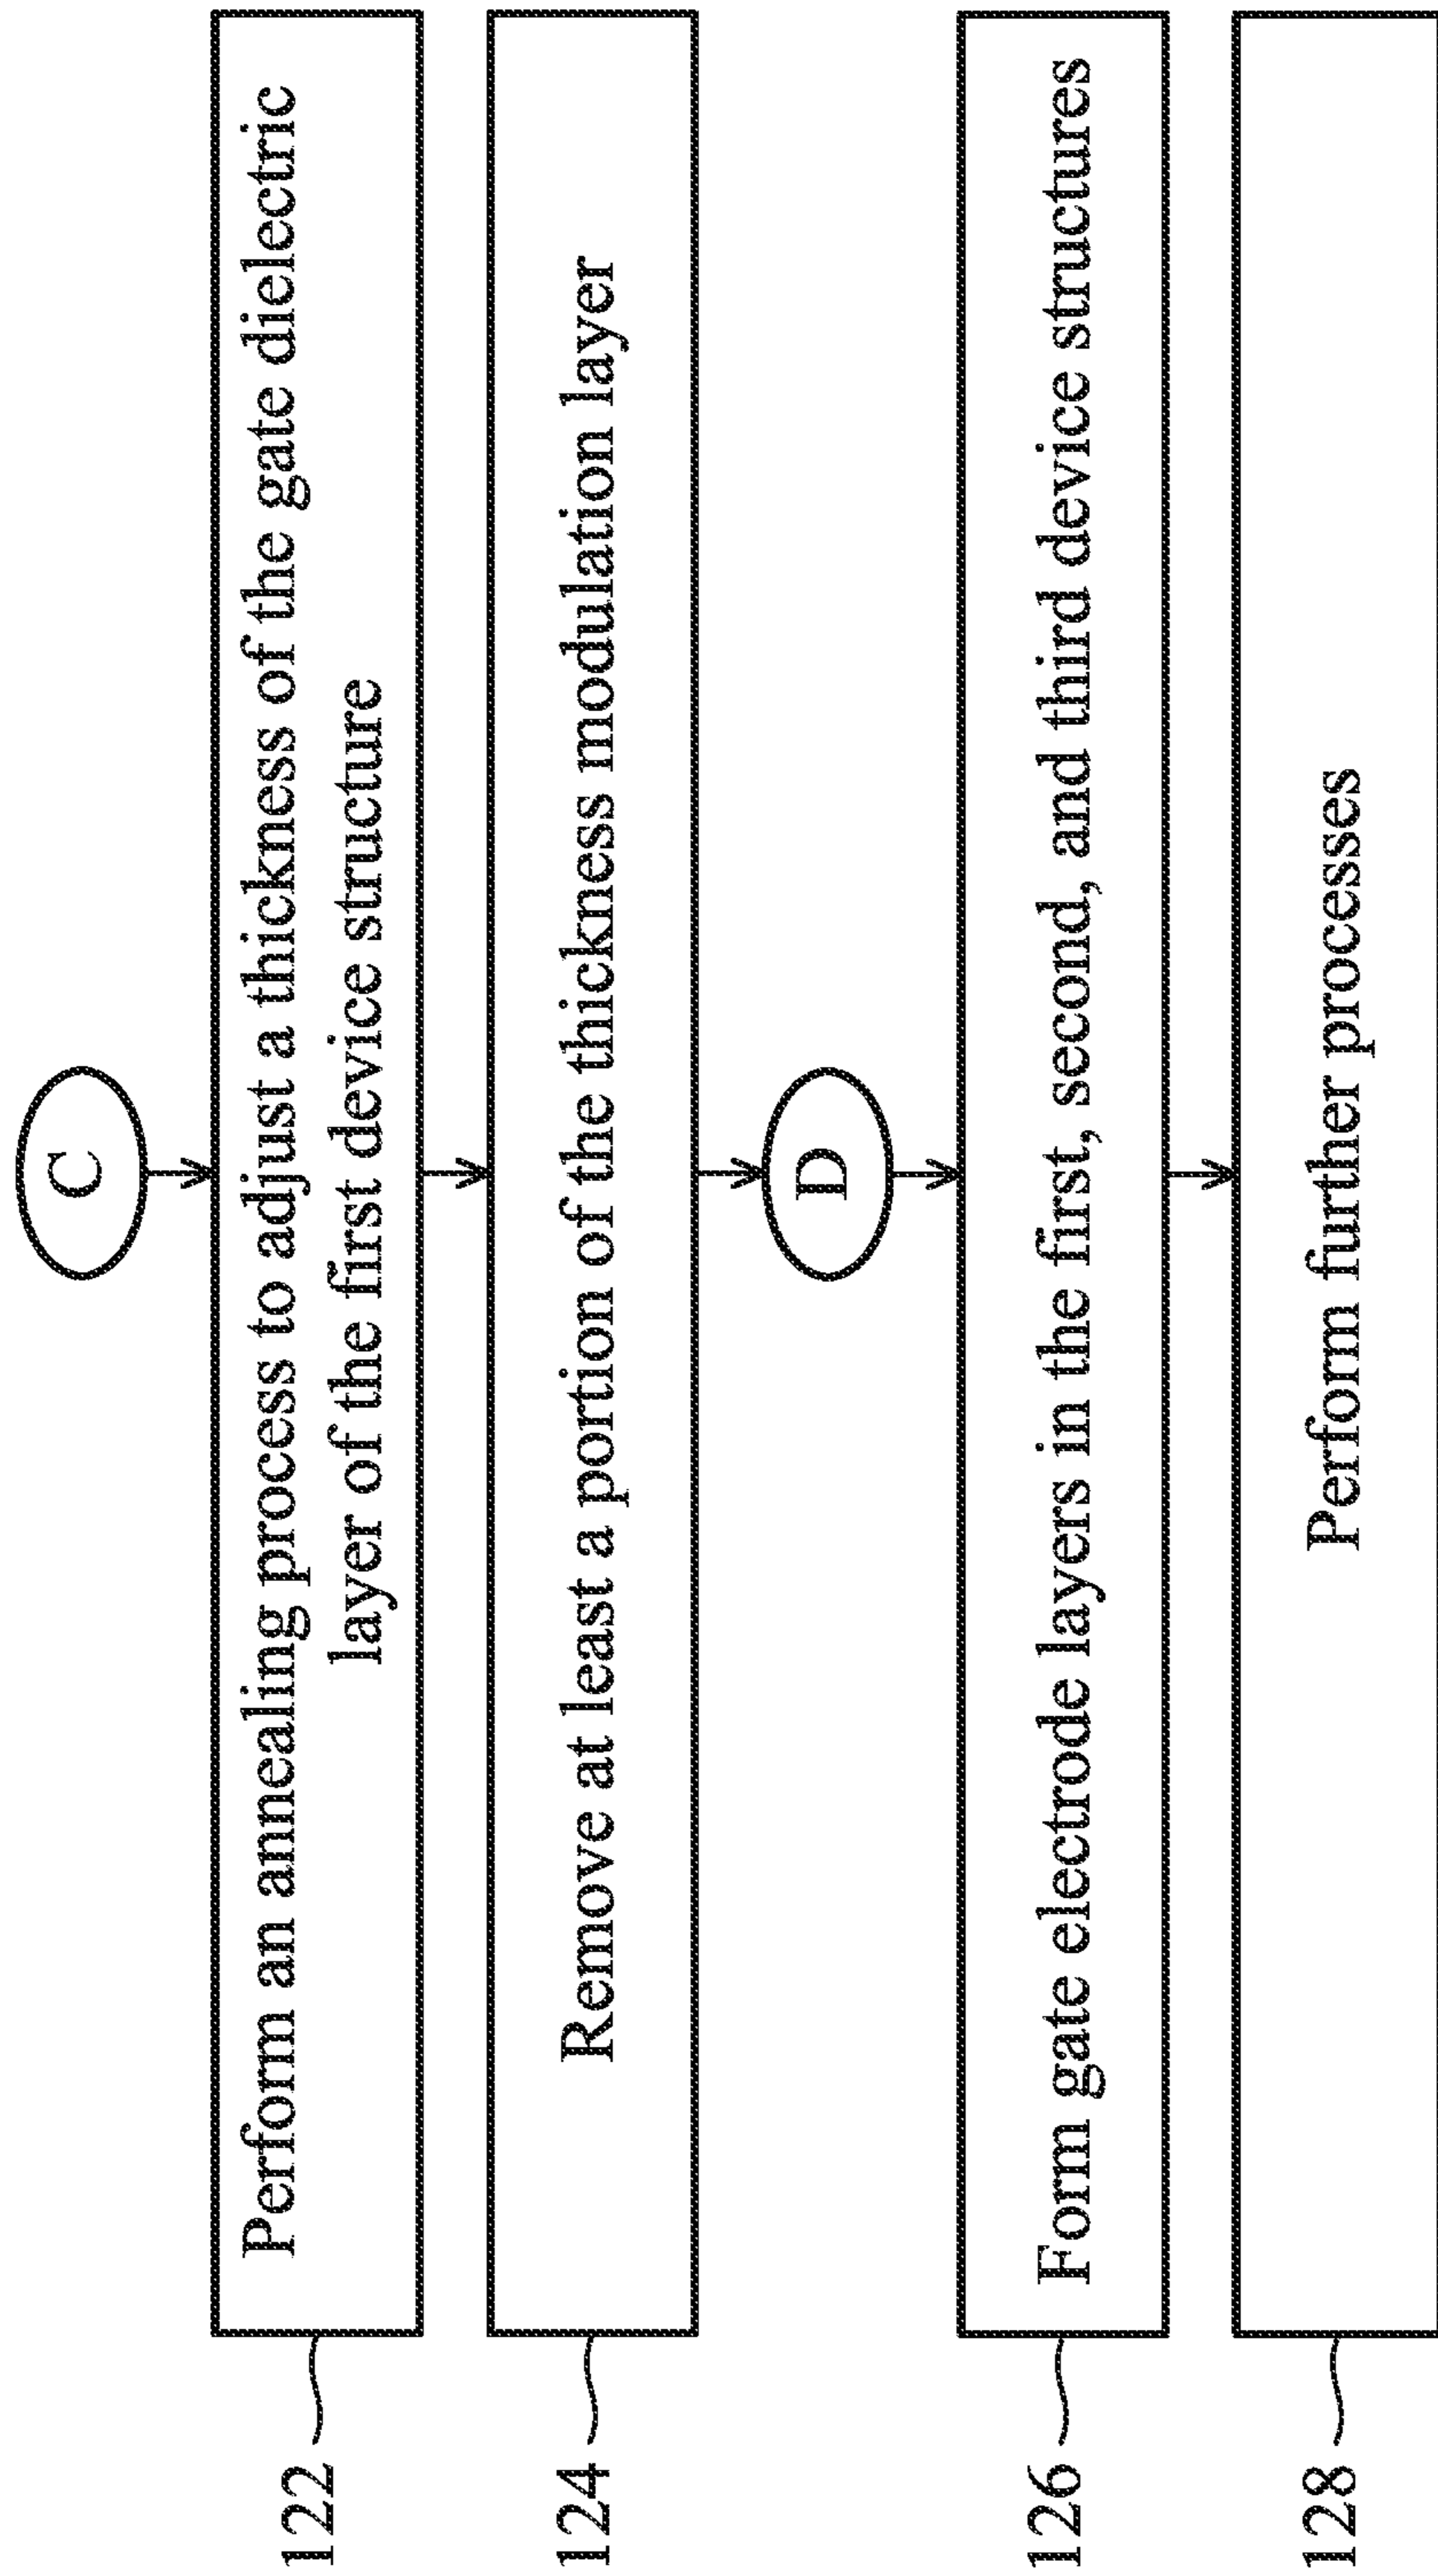 C
122
Perform an annealing process to adjust a thickness of the gate dielectric
layer of the first device structure
124
Remove at least a portion of the thickness modulation layer
D
126
Form gate electrode layers in the first, second, and third device structures
128
Perform further processes